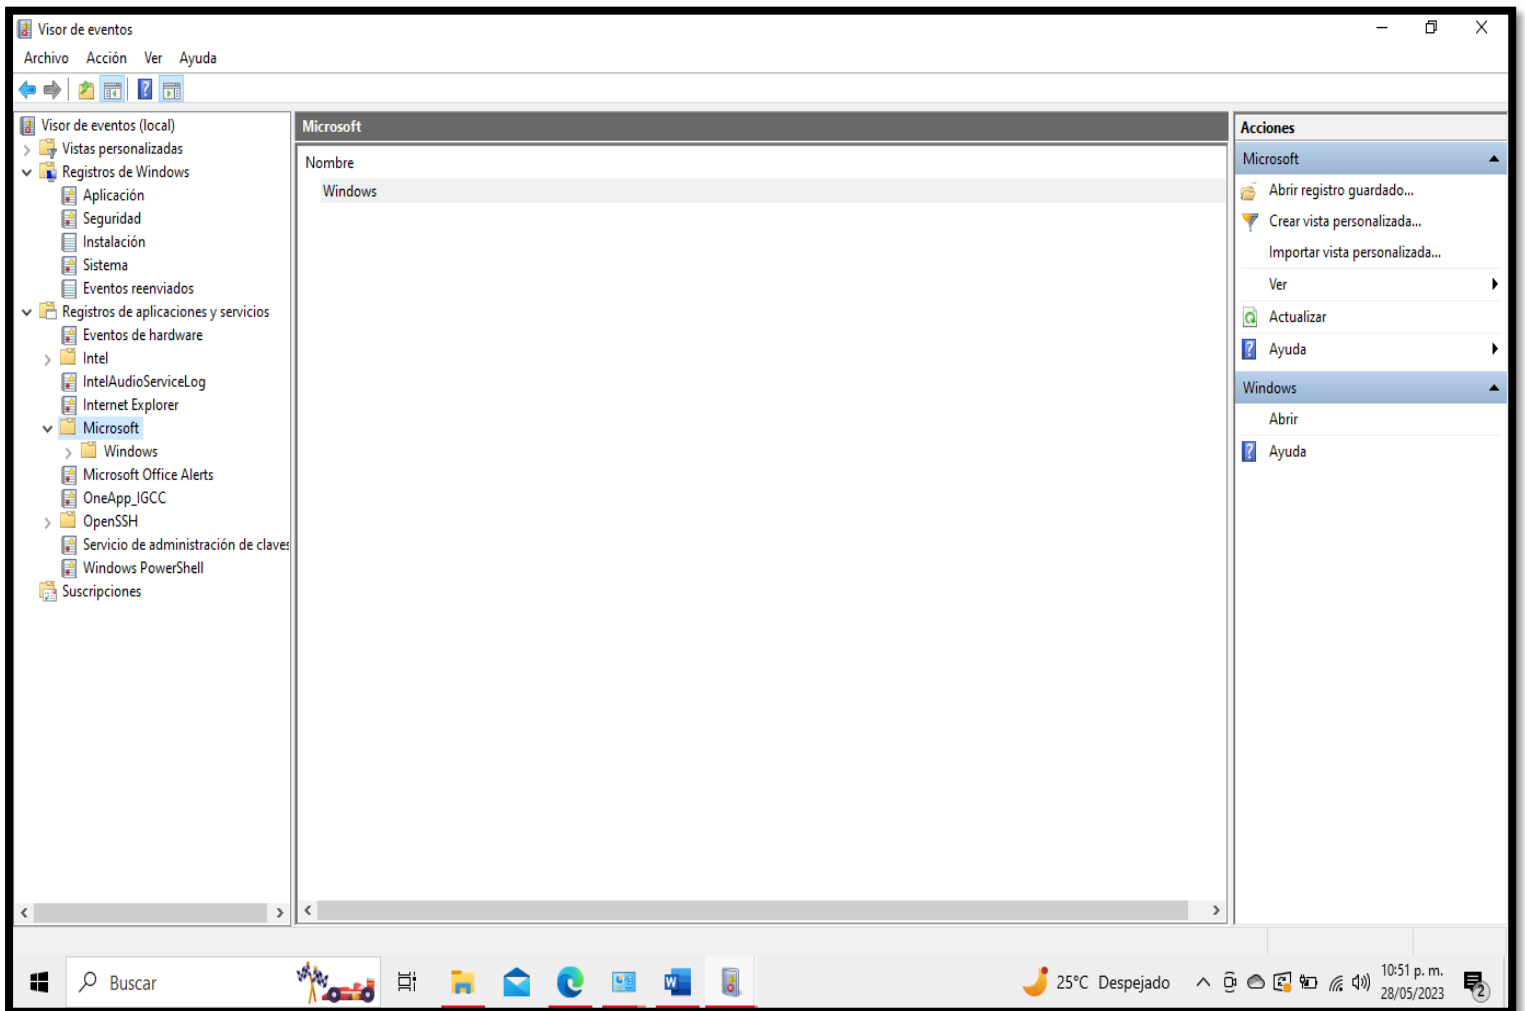 Visor de eventos
Archivo Acción Ver Ayuda
Visor de eventos (local)
Vistas personalizadas
Registros de Windows
Aplicación
Seguridad
Instalación
Sistema
Eventos reenviados
Registros de aplicaciones y servicios
Eventos de hardware
Intel
IntelAudioServiceLog
Internet Explorer
Microsoft
Windows
Microsoft Office Alerts
OneApp_IGCC
OpenSSH
Servicio de administración de claves
Windows PowerShell
Suscripciones
Microsoft
Nombre
Windows
Acciones
Microsoft
Abrir registro guardado...
Crear vista personalizada...
Importar vista personalizada...
Ver
Actualizar
Ayuda
Windows
Abrir
Ayuda
Buscar
25°C Despejado
10:51 p. m.
28/05/2023
2